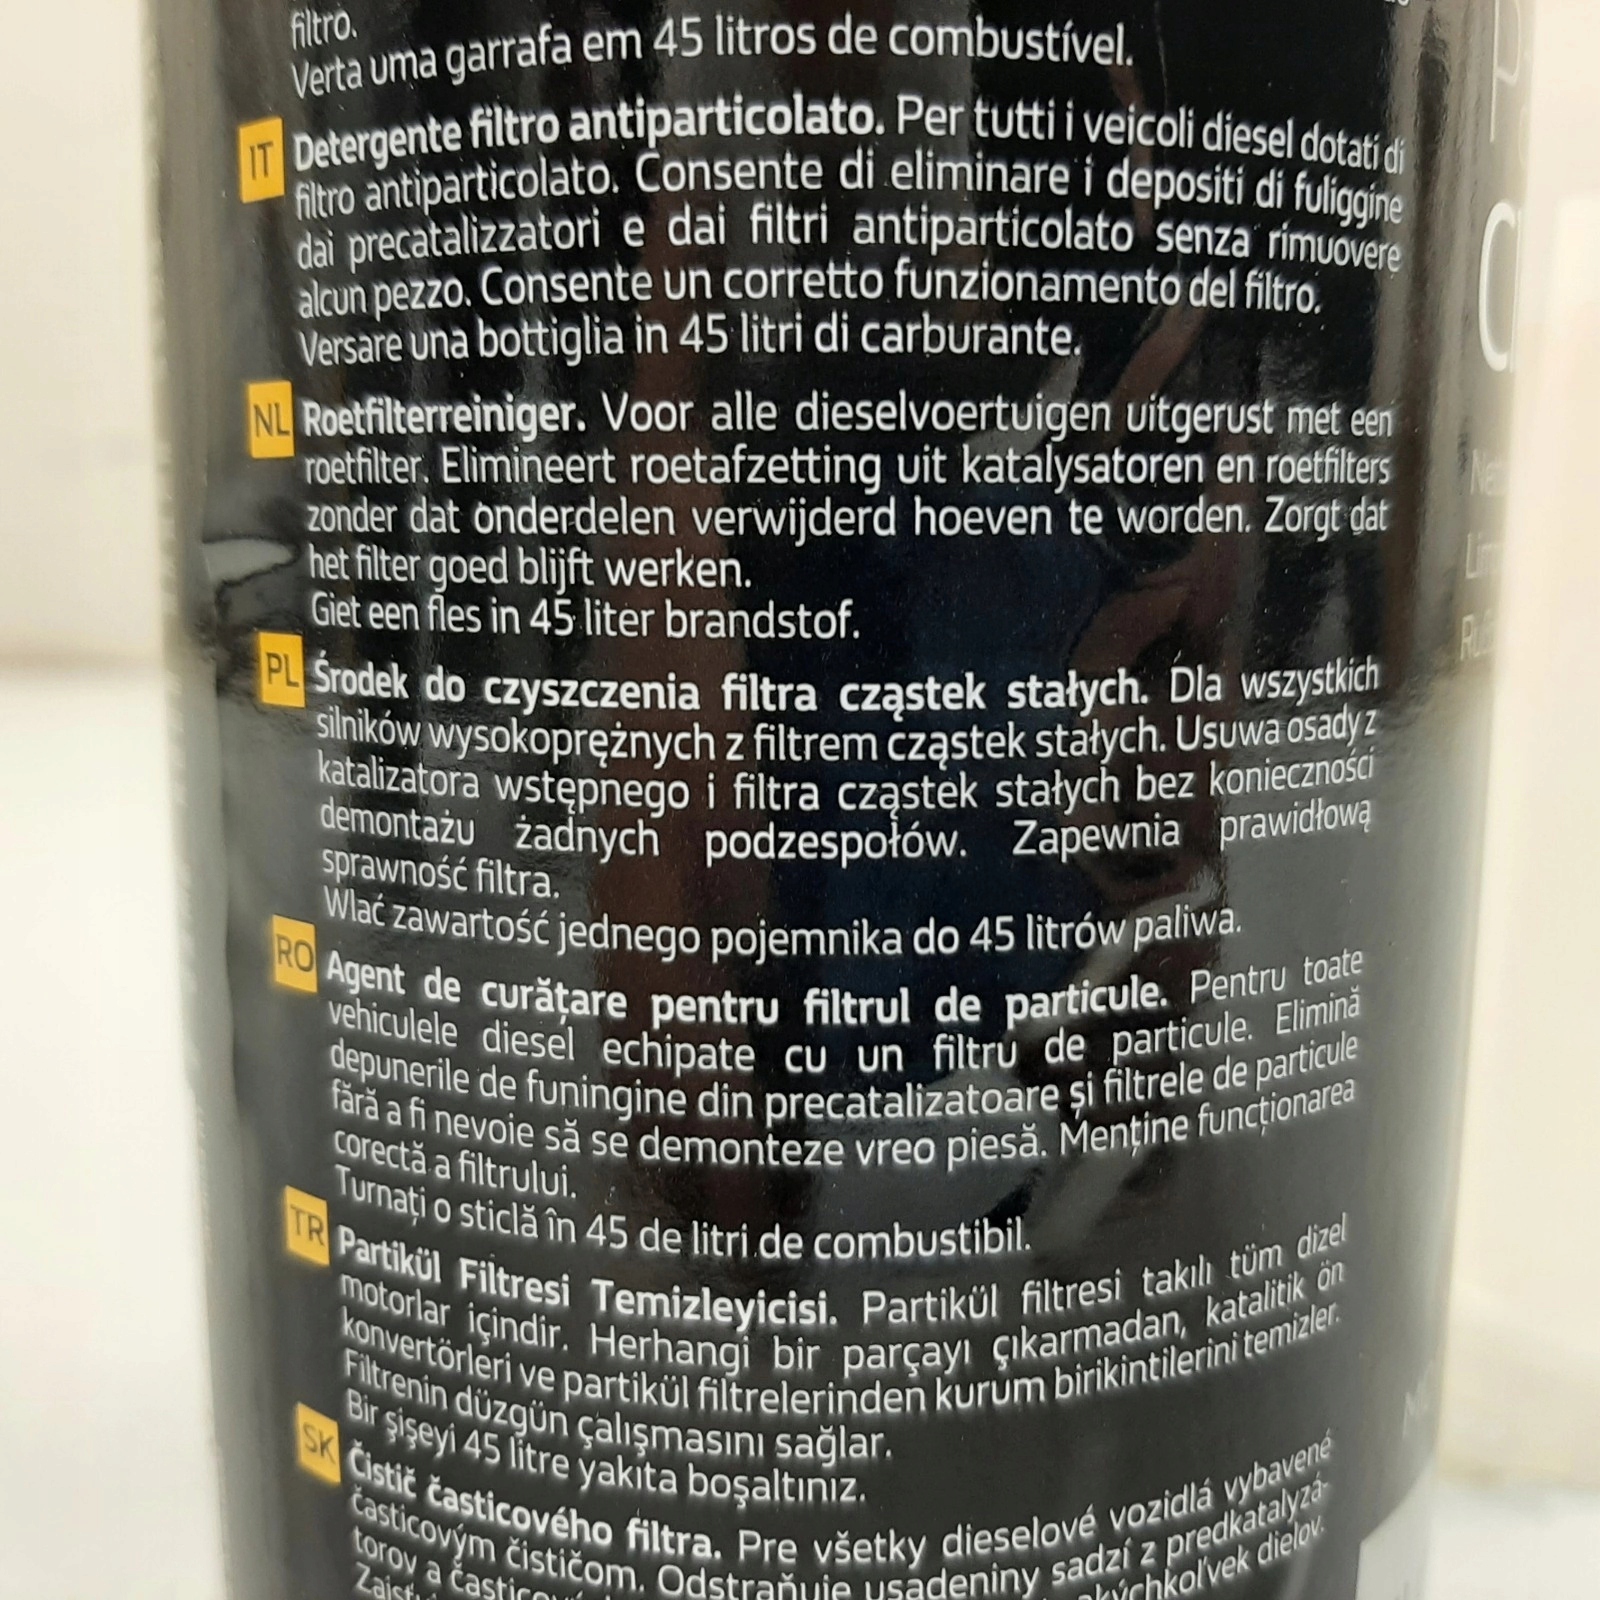 filtro.
Verta uma garrafa em 45 litros de combustível.
IT Detergente filtro antiparticolato. Per tutti i veicoli diesel dotati di
filtro antiparticolato. Consente di eliminare i depositi di fuliggine
dai precatalizzatori e dai filtri antiparticolato senza rimuovere
alcun pezzo. Consente un corretto funzionamento del filtro.
Versare una bottiglia in 45 litri di carburante.
NL Roetfilterreiniger. Voor alle dieselvoertuigen uitgerust met een
roetfilter. Elimineert roetafzetting uit katalysatoren en roetfilters
zonder dat onderdelen verwijderd hoeven te worden. Zorgt dat
het filter goed blijft werken.
Giet een fles in 45 liter brandstof.
PL Środek do czyszczenia filtra cząstek stałych. Dla wszystkich
silników wysokoprężnych z filtrem cząstek stałych. Usuwa osady z
katalizatora wstępnego i filtra cząstek stałych bez konieczności
demontażu żadnych podzespołów. Zapewnia prawidłową
sprawność filtra.
Wlać zawartość jednego pojemnika do 45 litrów paliwa.
RO Agent de curățare pentru filtrul de particule. Pentru toate
vehiculele diesel echipate cu un filtru de particule. Elimină
depunerile de funingine din precatalizatoare și filtrele de particule
fără a fi nevoie să se demonteze vreo piesă. Menține funcționarea
corectă a filtrului.
Turnați o sticlă în 45 de litri de combustibil.
TR Partikül Filtresi Temizleyicisi. Partikül filtresi takılı tüm dizel
motorlar içindir. Herhangi bir parçayı çıkarmadan, katalitik ön
konvertörleri ve partikül filtrelerinden kurum birikintilerini temizler.
Filtrenin düzgün çalışmasını sağlar.
Bir şişeyi 45 litre yakıta boşaltınız.
SK Čistič časticového filtra. Pre všetky dieselové vozidlá vybavené
časticovým čističom. Odstraňuje usadeniny sadzí z predkatalyzá-
torov a dielov.